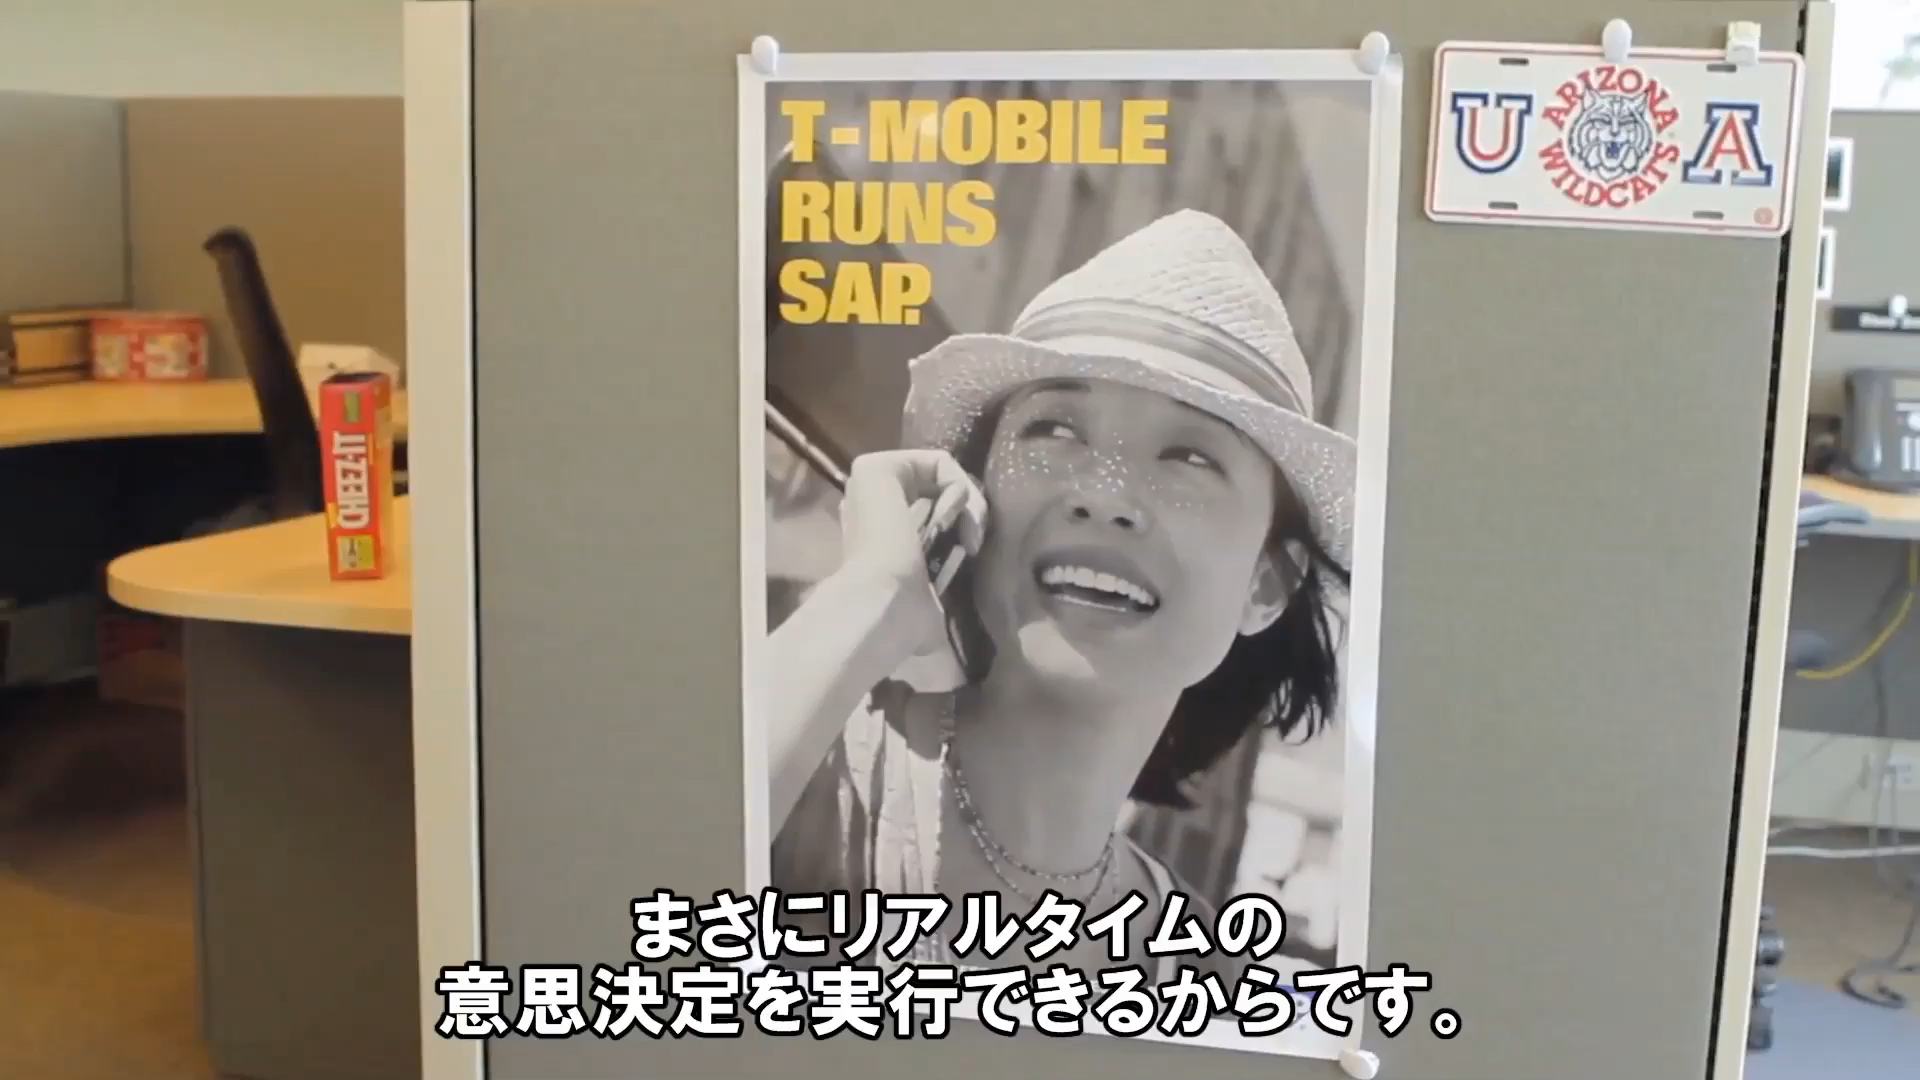 T-MOBILE
RUNS
SAP.
U ARIZONA WILDCATS A
CHEEZ-IT
まさにリアルタイムの
意思決定を実行できるからです。